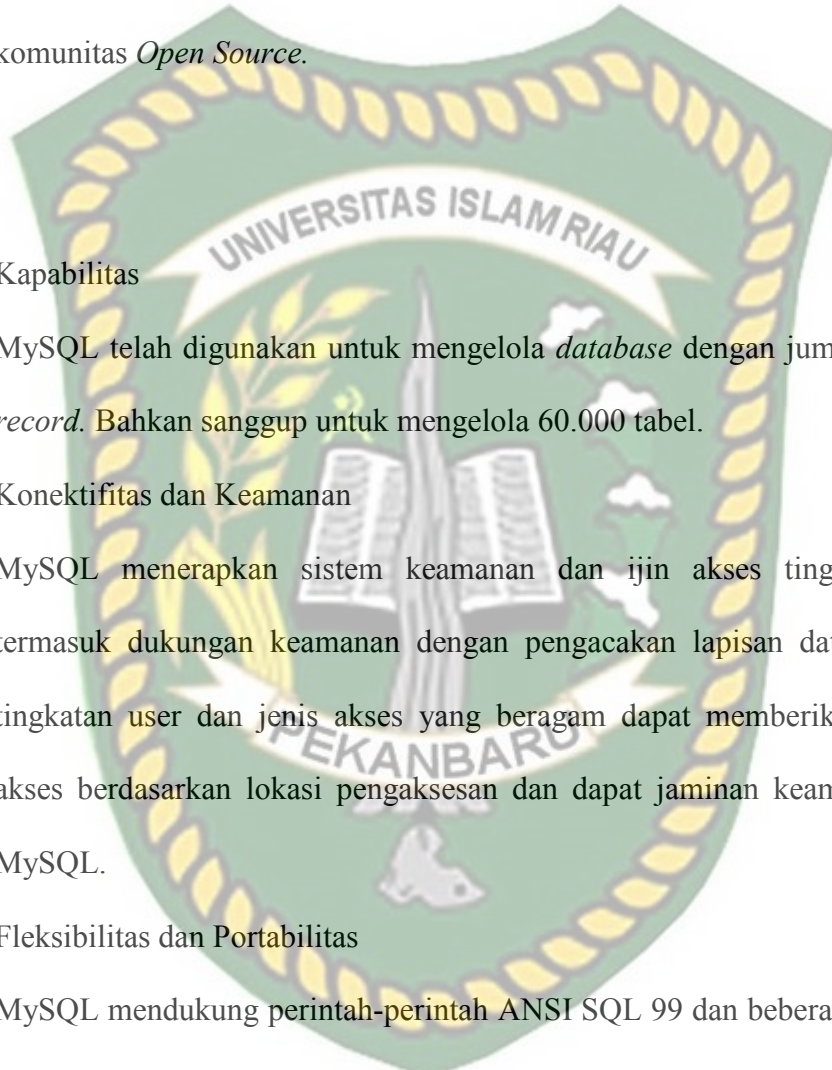 komunitas Open Source.
UNIVERSITAS ISLAM RIAU
Kapabilitas
MySQL telah digunakan untuk mengelola database dengan jum
record. Bahkan sanggup untuk mengelola 60.000 tabel.
Konektifitas dan Keamanan
MySQL menerapkan sistem keamanan dan ijin akses ting
termasuk dukungan keamanan dengan pengacakan lapisan dat
tingkatan user dan jenis akses yang beragam dapat memberik
PEKANBARU
akses berdasarkan lokasi pengaksesan dan dapat jaminan keam
MySQL.
Fleksibilitas dan Portabilitas
MySQL mendukung perintah-perintah ANSI SQL 99 dan bebera